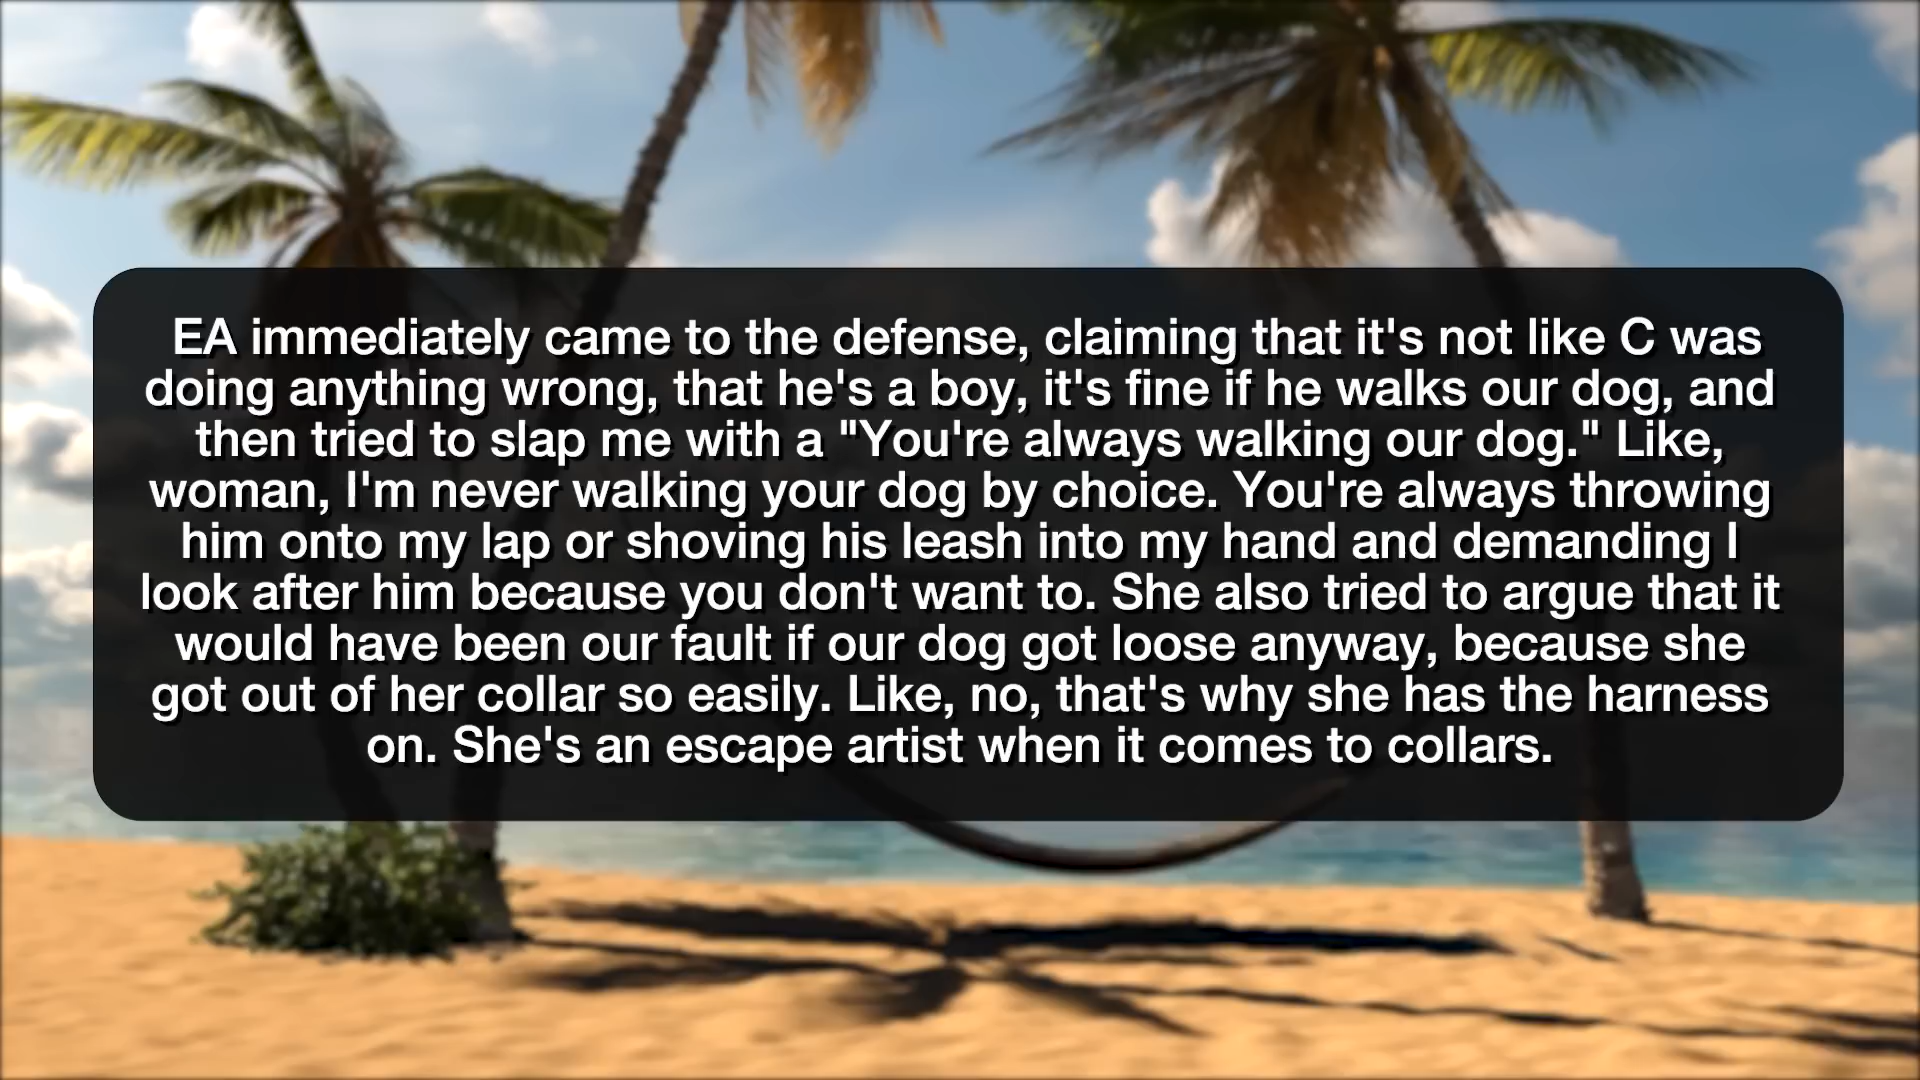 EA immediately came to the defense, claiming that it's not like C was
doing anything wrong, that he's a boy, it's fine if he walks our dog, and
then tried to slap me with a "You're always walking our dog." Like,
woman, I'm never walking your dog by choice. You're always throwing
him onto my lap or shoving his leash into my hand and demanding I
look after him because you don't want to. She also tried to argue that it
would have been our fault if our dog got loose anyway, because she
got out of her collar so easily. Like, no, that's why she has the harness
on. She's an escape artist when it comes to collars.